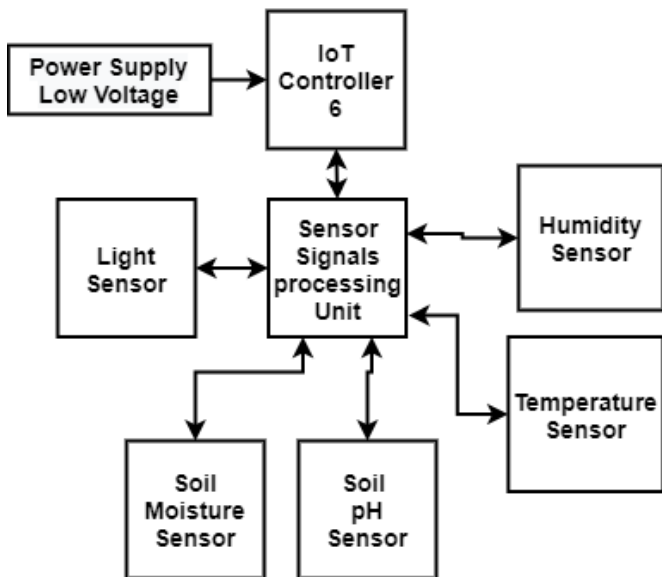 Power Supply
Low Voltage
IoT
Controller
6
Light
Sensor
Sensor
Signals
processing
Unit
Humidity
Sensor
Temperature
Sensor
Soil
Moisture
Sensor
Soil
pH
Sensor